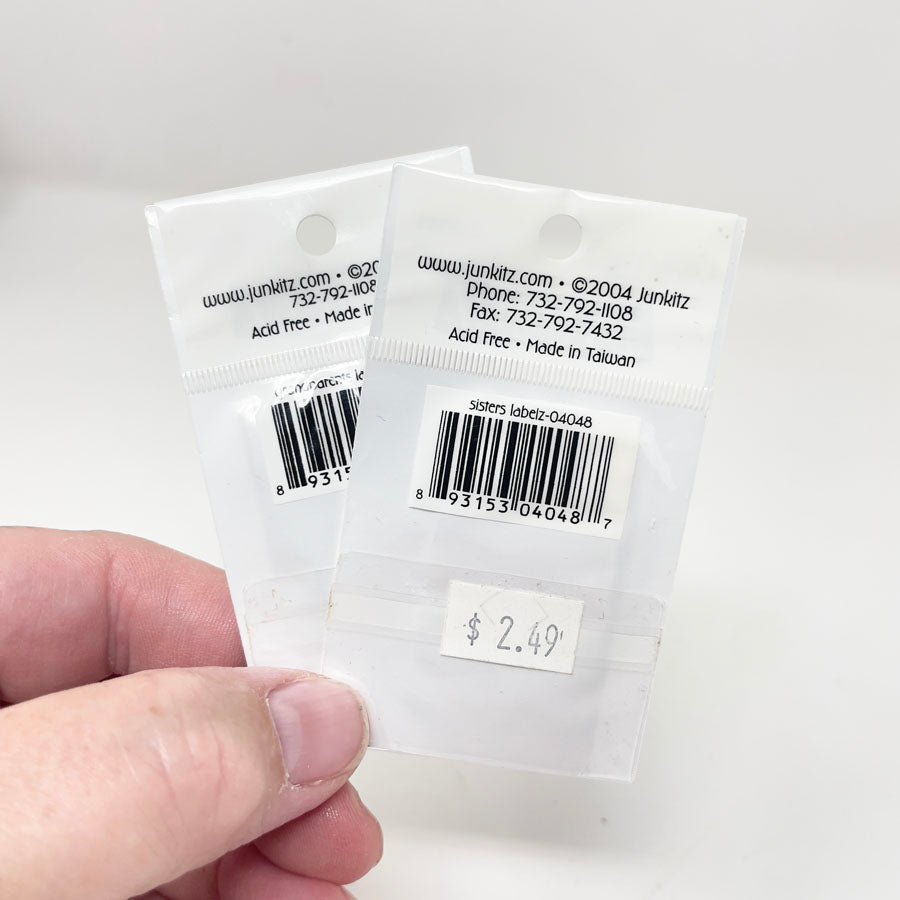 www.junkitz.com • ©20
732-792-1108
Acid Free • Made in
grandparents la
8 9315
www.junkitz.com • ©2004 Junkitz
Phone: 732-792-1108
Fax: 732-792-7432
Acid Free • Made in Taiwan
sisters labelz-04048
8 93153 04048 7
$ 2.49